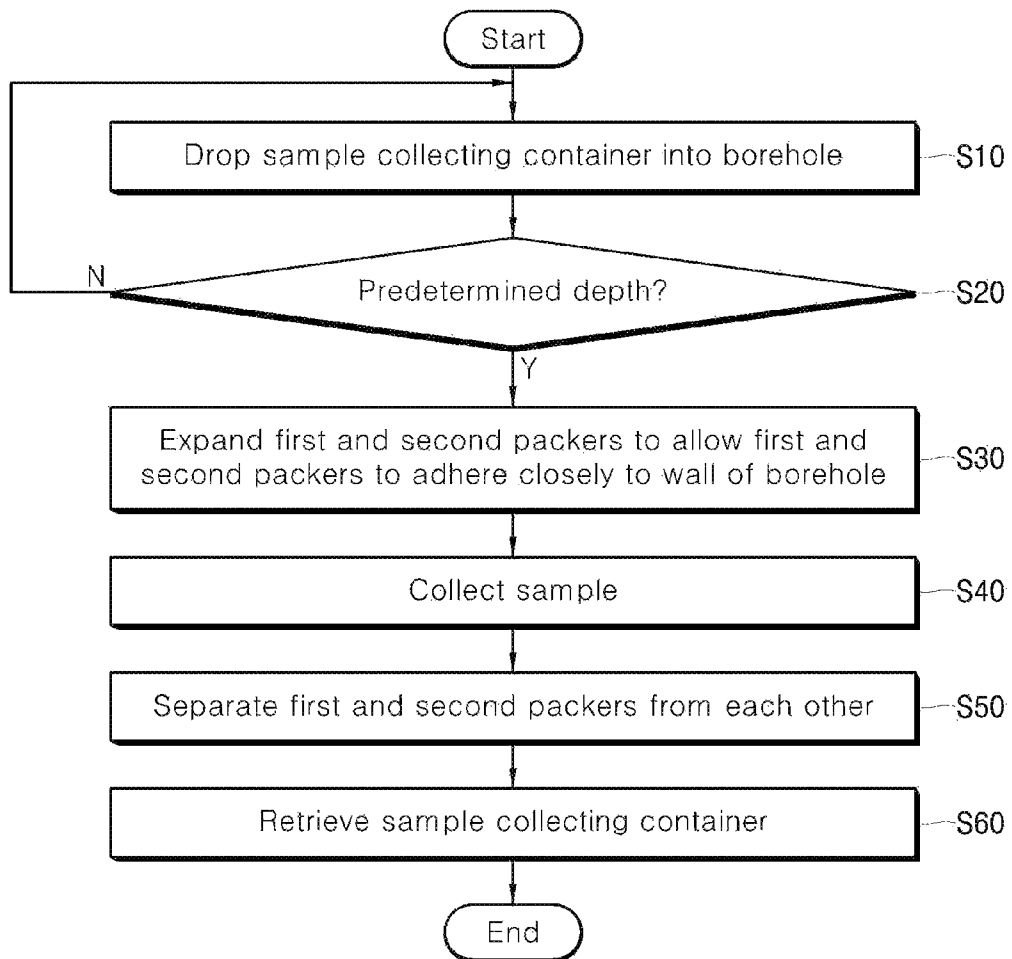 Start
Drop sample collecting container into borehole
S10
N
Predetermined depth?
S20
Y
Expand first and second packers to allow first and
second packers to adhere closely to wall of borehole
S30
Collect sample
S40
Separate first and second packers from each other
S50
Retrieve sample collecting container
S60
End